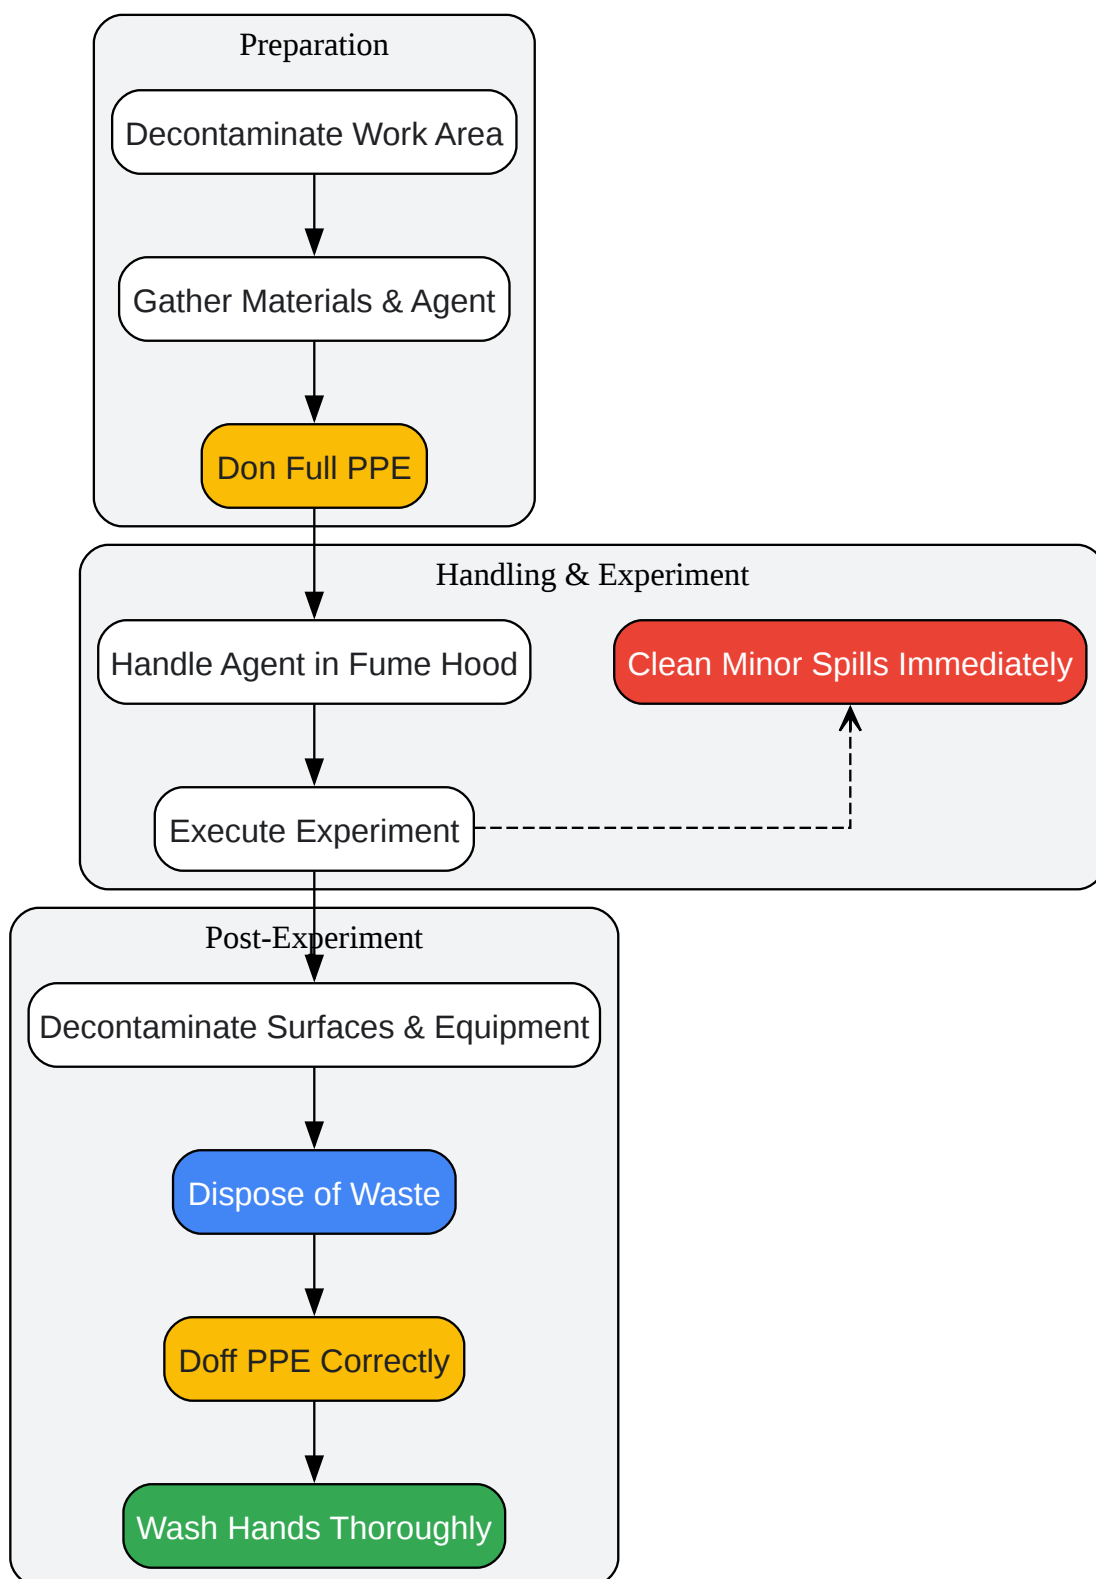 Preparation
Decontaminate Work Area
Gather Materials & Agent
Don Full PPE
Handling & Experiment
Handle Agent in Fume Hood
Clean Minor Spills Immediately
Execute Experiment
Post-Experiment
Decontaminate Surfaces & Equipment
Dispose of Waste
Doff PPE Correctly
Wash Hands Thoroughly